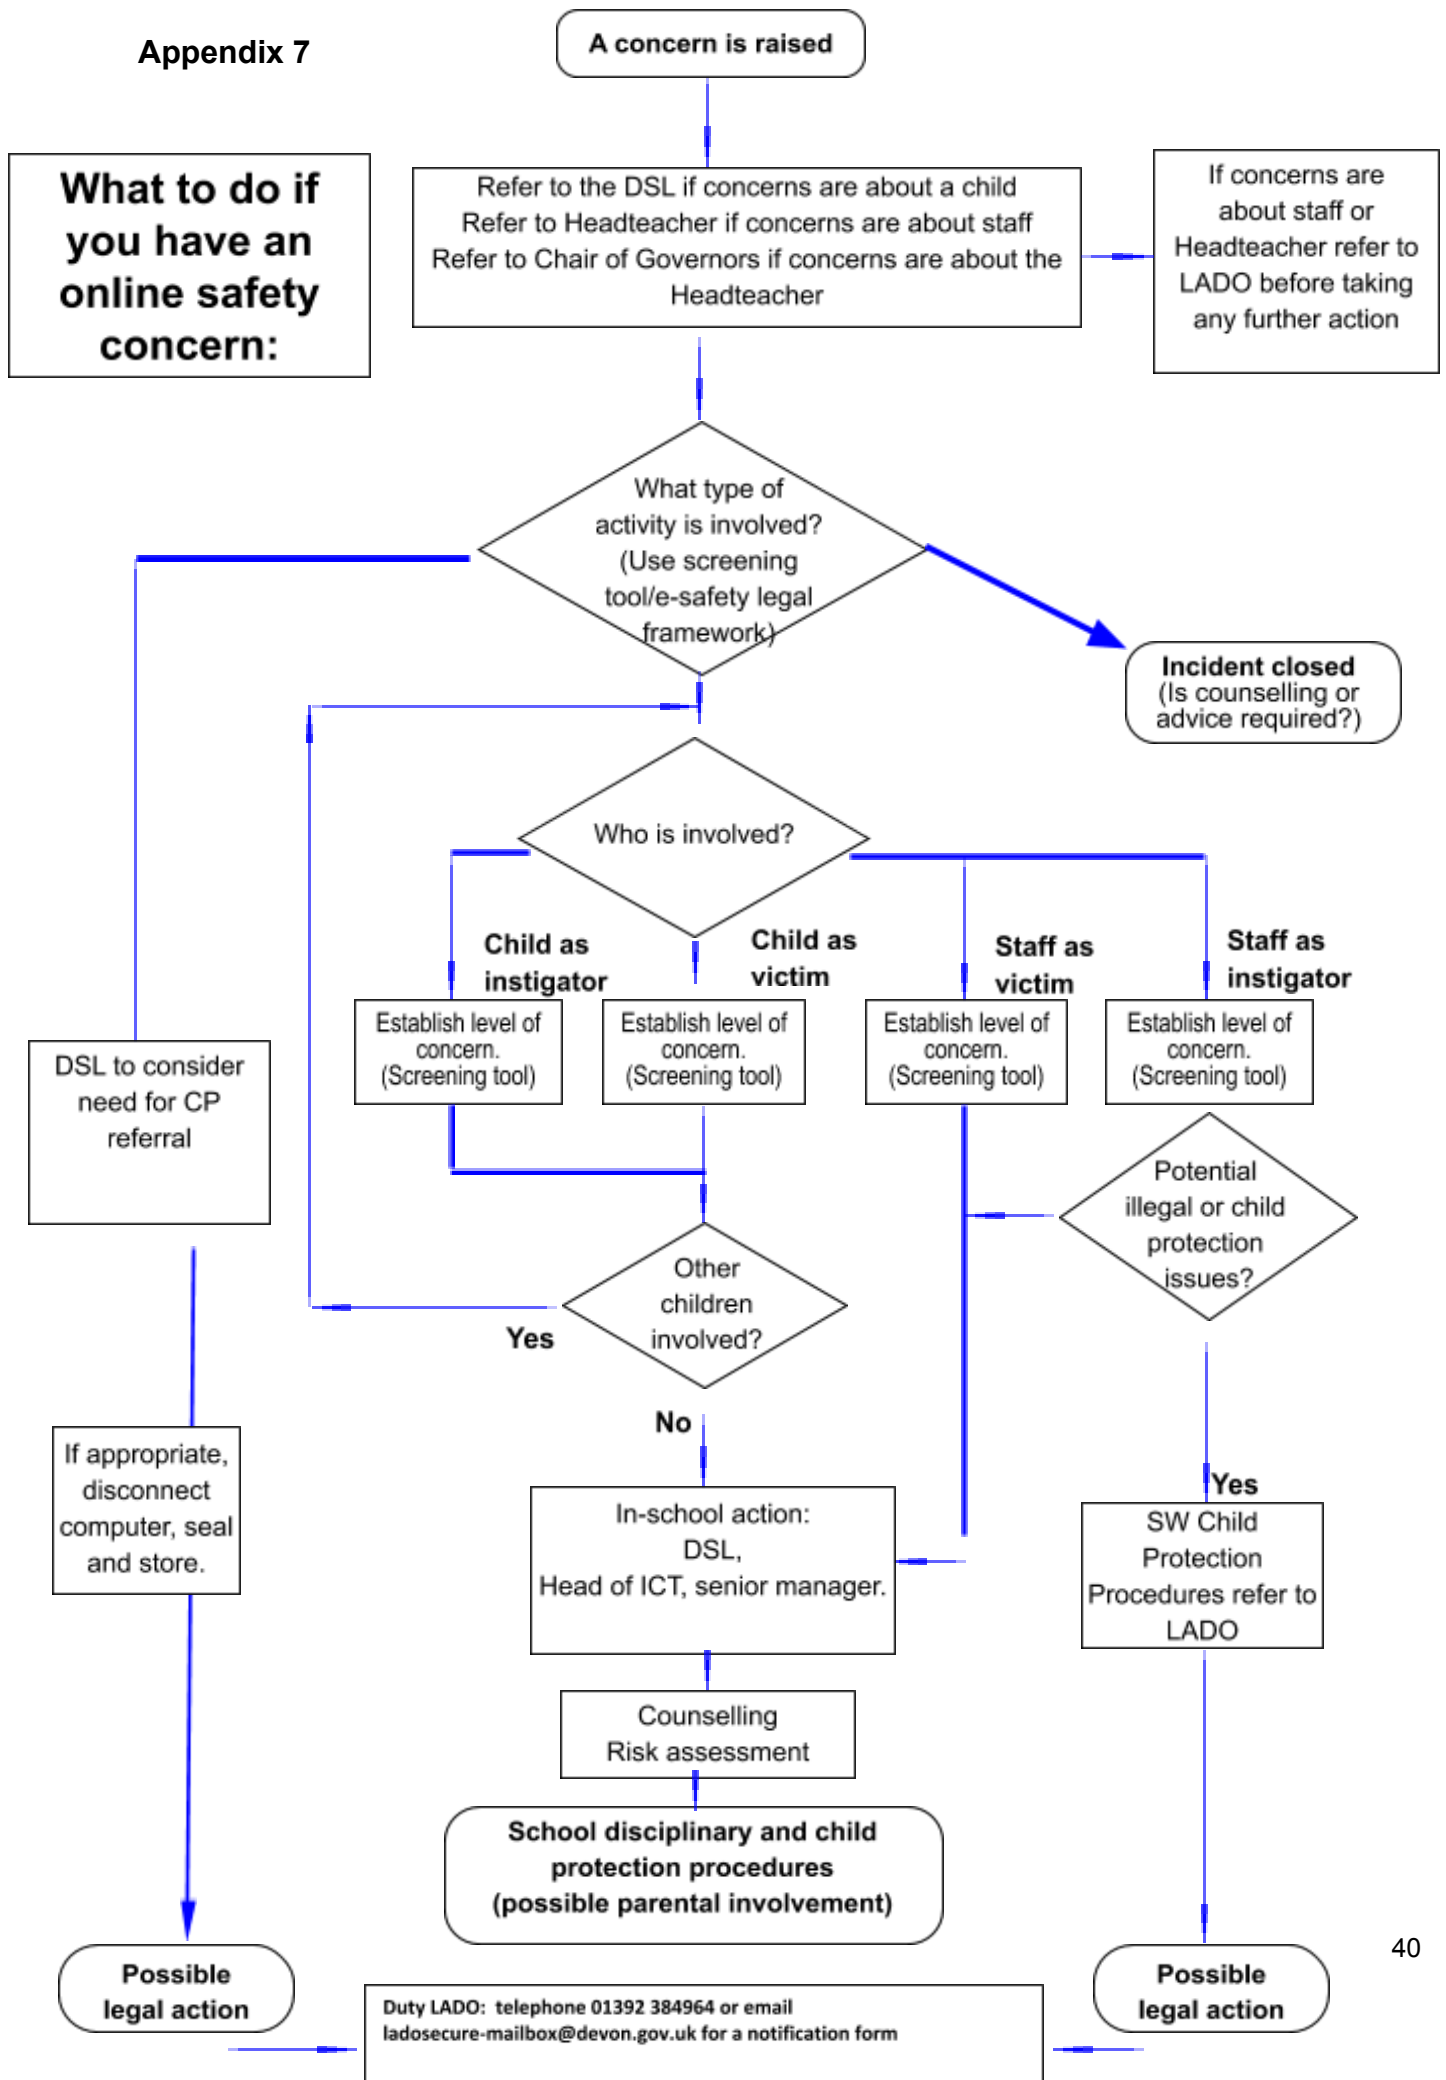 Appendix 7
A concern is raised
What to do if
you have an
online safety
concern:
Refer to the DSL if concerns are about a child
Refer to Headteacher if concerns are about staff
Refer to Chair of Governors if concerns are about the
Headteacher
If concerns are
about staff or
Headteacher refer to
LADO before taking
any further action
What type of
activity is involved?
(Use screening
tool/e-safety legal
framework)
Incident closed
(Is counselling or
advice required?)
Who is involved?
Child as
instigator
Child as
victim
Staff as
victim
Staff as
instigator
Establish level of
concern.
(Screening tool)
Establish level of
concern.
(Screening tool)
Establish level of
concern.
(Screening tool)
Establish level of
concern.
(Screening tool)
DSL to consider
need for CP
referral
Potential
illegal or child
protection
issues?
Other
children
involved?
Yes
No
If appropriate,
disconnect
computer, seal
and store.
In-school action:
DSL,
Head of ICT, senior manager.
Yes
SW Child
Protection
Procedures refer to
LADO
Counselling
Risk assessment
School disciplinary and child
protection procedures
(possible parental involvement)
40
Possible
legal action
Possible
legal action
Duty LADO: telephone 01392 384964 or email
ladosecure-mailbox@devon.gov.uk for a notification form